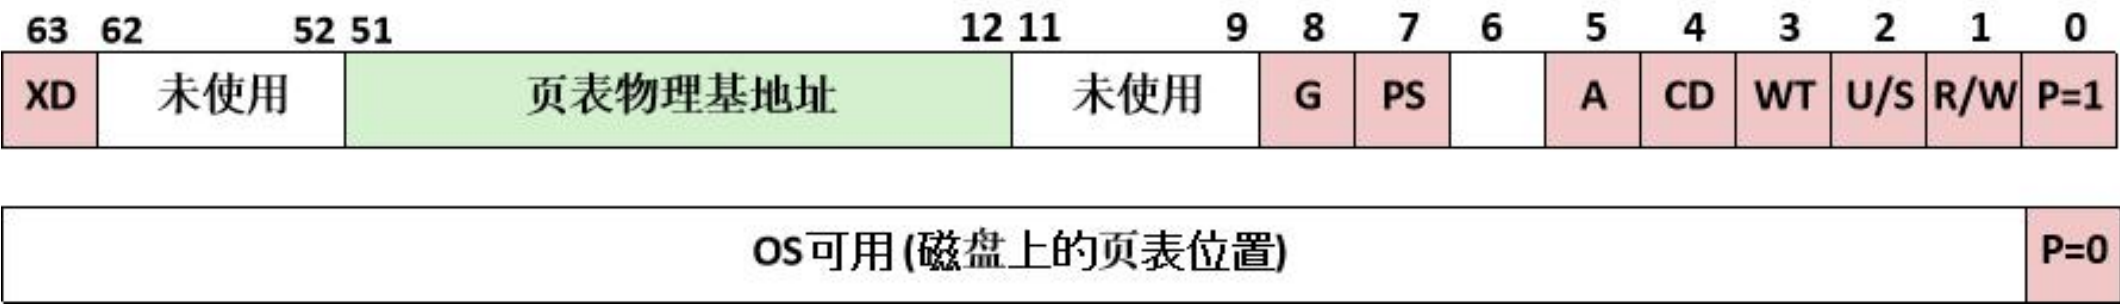 63 62 52 51 12 11 9 8 7 6 5 4 3 2 1 0
XD 未使用 页表物理基地址 未使用 G PS A CD WT U/S R/W P=1
OS可用 (磁盘上的页表位置) P=0